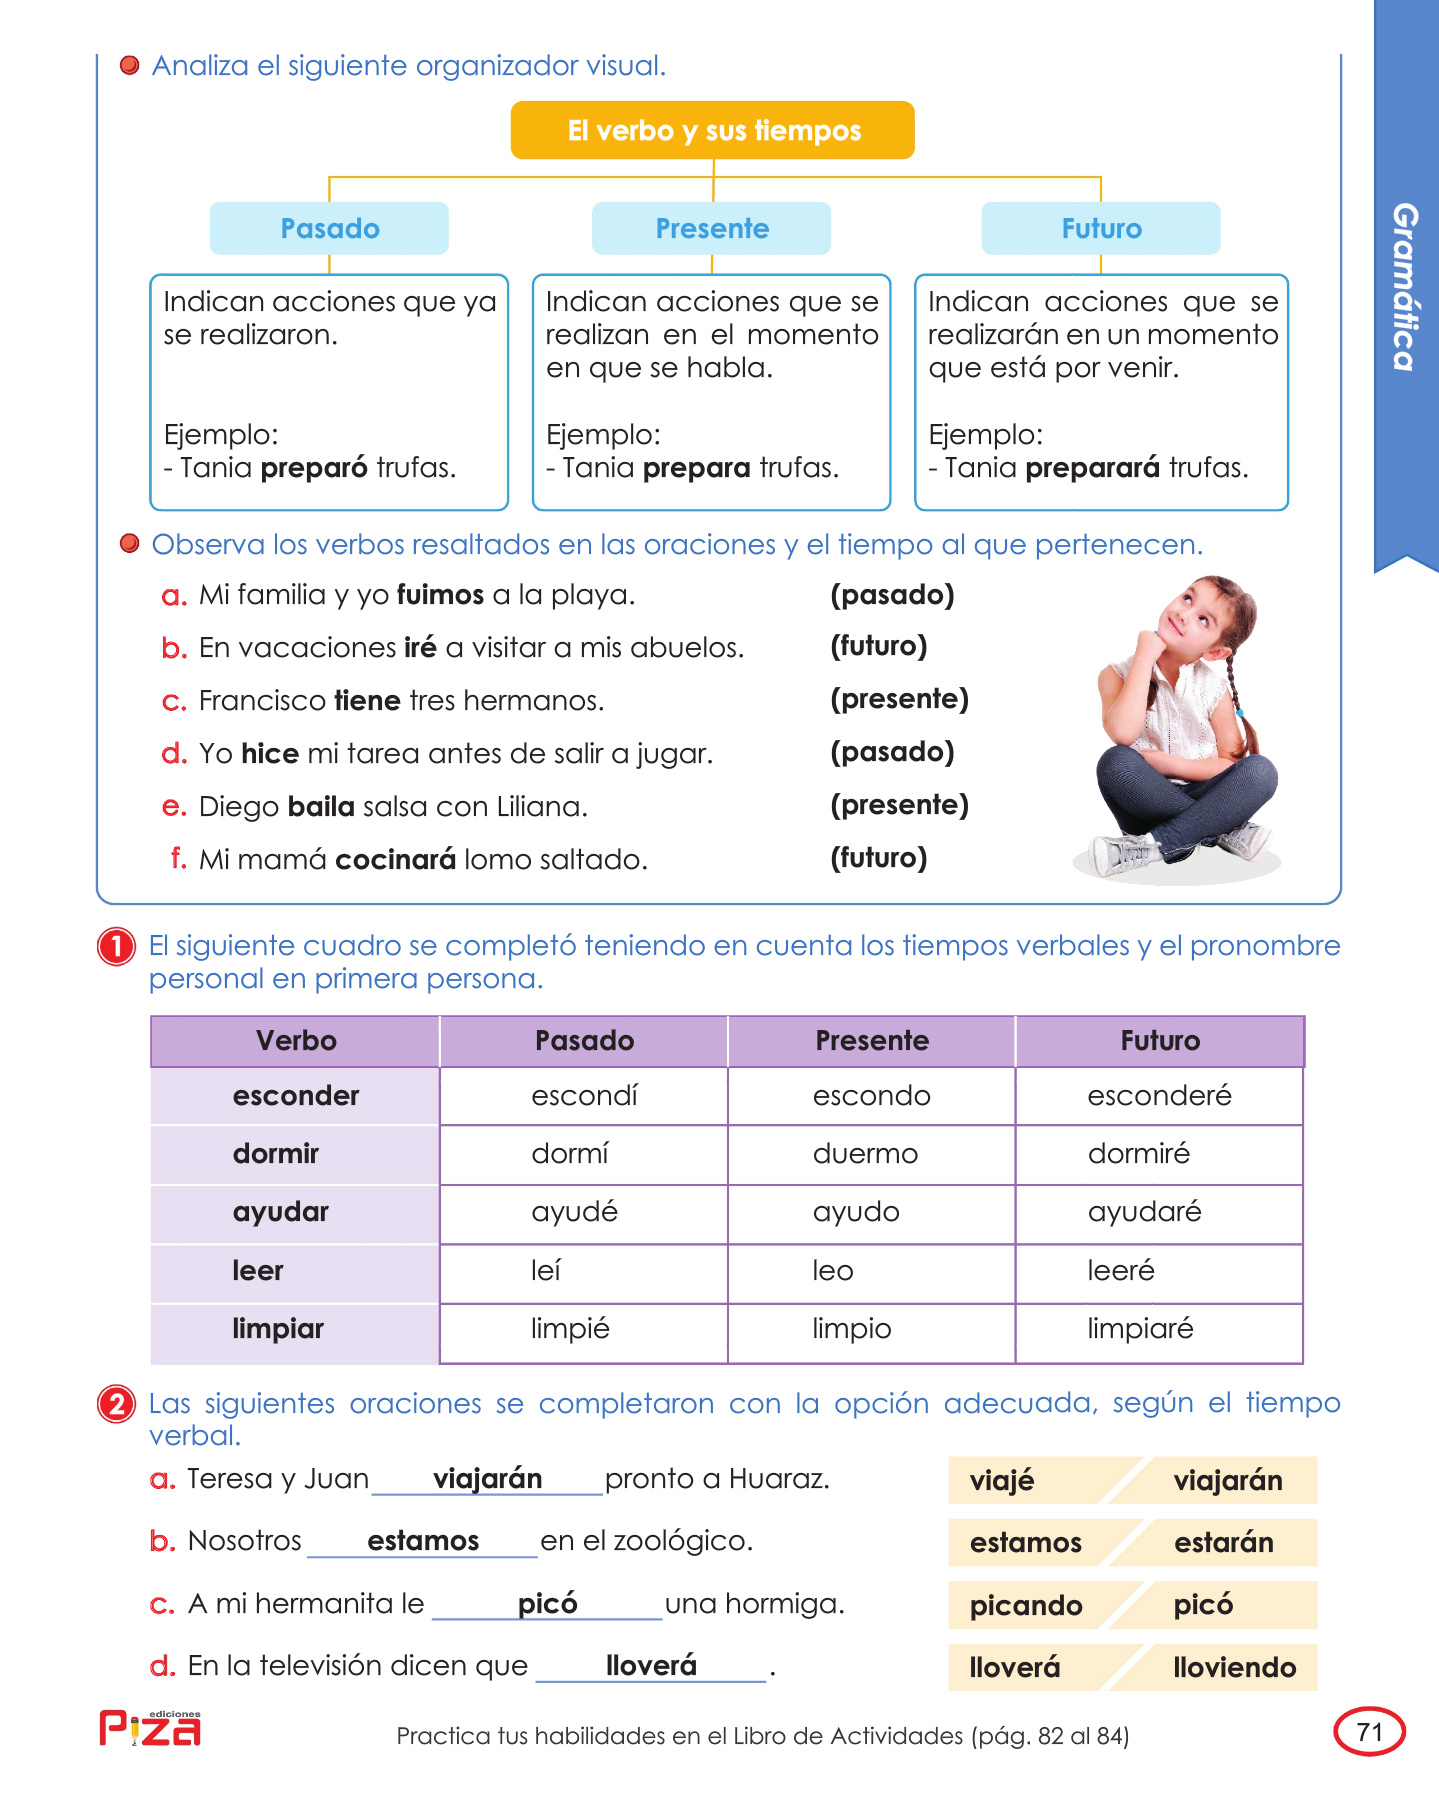 Analiza el siguiente organizador visual.
El verbo y sus tiempos
Pasado
Presente
Futuro
Indican acciones que ya
se realizaron.
Ejemplo:
- Tania preparó trufas.
Indican acciones que se
realizan en el momento
en que se habla.
Ejemplo:
- Tania prepara trufas.
Indican acciones que se
realizarán en un momento
que está por venir.
Ejemplo:
- Tania preparará trufas.
Gramática
Observa los verbos resaltados en las oraciones y el tiempo al que pertenecen.
a. Mi familia y yo fuimos a la playa. (pasado)
b. En vacaciones iré a visitar a mis abuelos. (futuro)
c. Francisco tiene tres hermanos. (presente)
d. Yo hice mi tarea antes de salir a jugar. (pasado)
e. Diego baila salsa con Liliana. (presente)
f. Mi mamá cocinará lomo saltado. (futuro)
1 El siguiente cuadro se completó teniendo en cuenta los tiempos verbales y el pronombre
personal en primera persona.
Verbo Pasado Presente Futuro
esconder escondí escondo esconderé
dormir dormí duermo dormiré
ayudar ayudé ayudo ayudaré
leer leí leo leeré
limpiar limpié limpio limpiaré
2 Las siguientes oraciones se completaron con la opción adecuada, según el tiempo
verbal.
a. Teresa y Juan viajarán pronto a Huaraz. viajé viajarán
b. Nosotros estamos en el zoológico. estamos estarán
c. A mi hermanita le picó una hormiga. picando picó
d. En la televisión dicen que lloverá . lloverá lloviendo
ediciones
Piza
Practica tus habilidades en el Libro de Actividades (pág. 82 al 84)
71